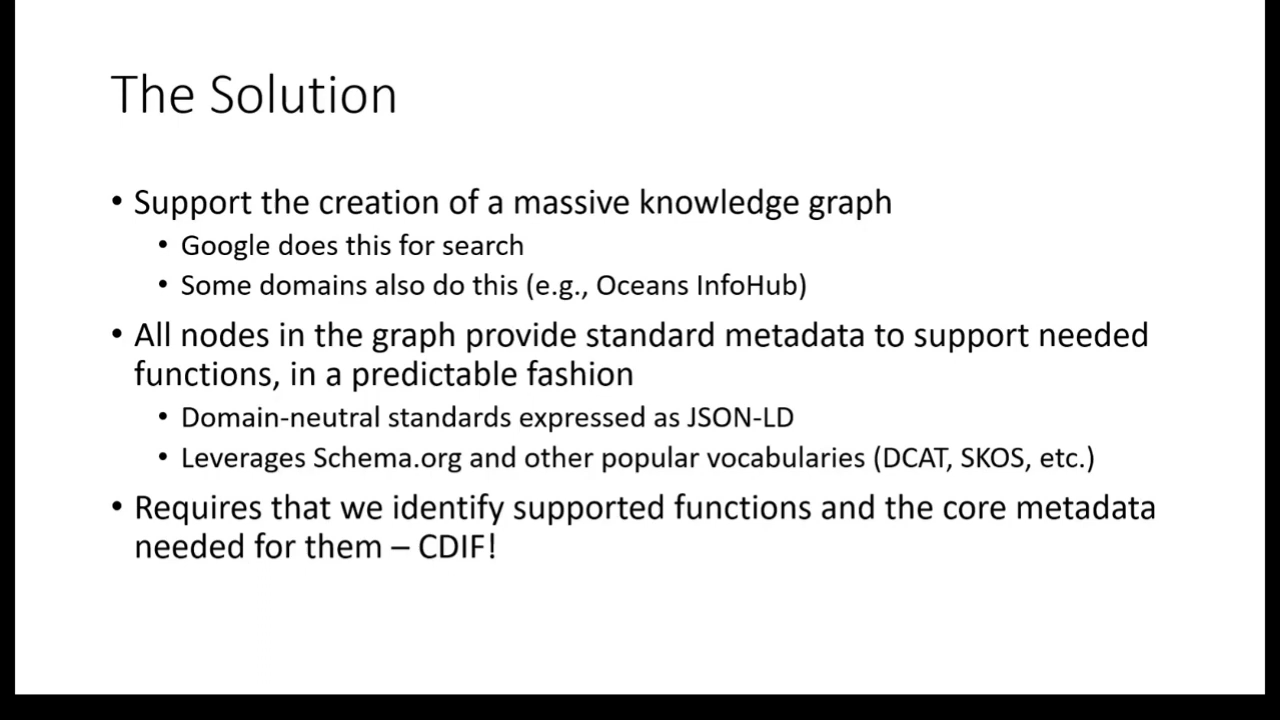 The Solution
• Support the creation of a massive knowledge graph
• Google does this for search
• Some domains also do this (e.g., Oceans InfoHub)
• All nodes in the graph provide standard metadata to support needed
functions, in a predictable fashion
• Domain-neutral standards expressed as JSON-LD
• Leverages Schema.org and other popular vocabularies (DCAT, SKOS, etc.)
• Requires that we identify supported functions and the core metadata
needed for them – CDIF!